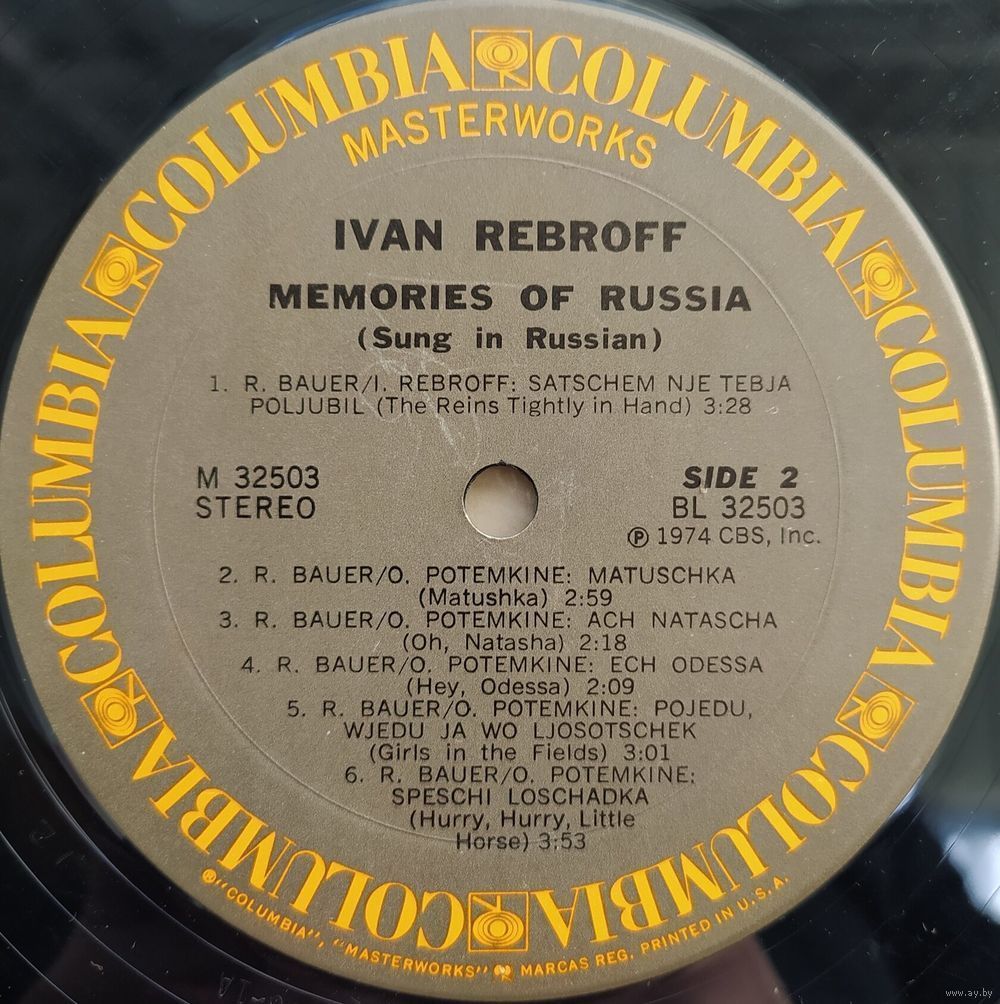 COLUMBIA COLUMBIA COLUMBIA COLUMBIA COLUMBIA COLUMBIA
MASTERWORKS
IVAN REBROFF
MEMORIES OF RUSSIA
(Sung in Russian)
1. R. BAUER/I. REBROFF: SATSCHEM NJE TEBJA
POLJUBIL (The Reins Tightly in Hand) 3:28
M 32503
STEREO
SIDE 2
BL 32503
℗ 1974 CBS, Inc.
2. R. BAUER/O. POTEMKINE: MATUSCHKA
(Matushka) 2:59
3. R. BAUER/O. POTEMKINE: ACH NATASCHA
(Oh, Natasha) 2:18
4. R. BAUER/O. POTEMKINE: ECH ODESSA
(Hey, Odessa) 2:09
5. R. BAUER/O. POTEMKINE: POJEDU,
WJEDU JA WO LJOSOTSCHEK
(Girls in the Fields) 3:01
6. R. BAUER/O. POTEMKINE:
SPESCHI LOSCHADKA
(Hurry, Hurry, Little
Horse) 3:53
® "COLUMBIA", "MASTERWORKS" MARCAS REG. PRINTED IN U.S.A.
www.ay.by